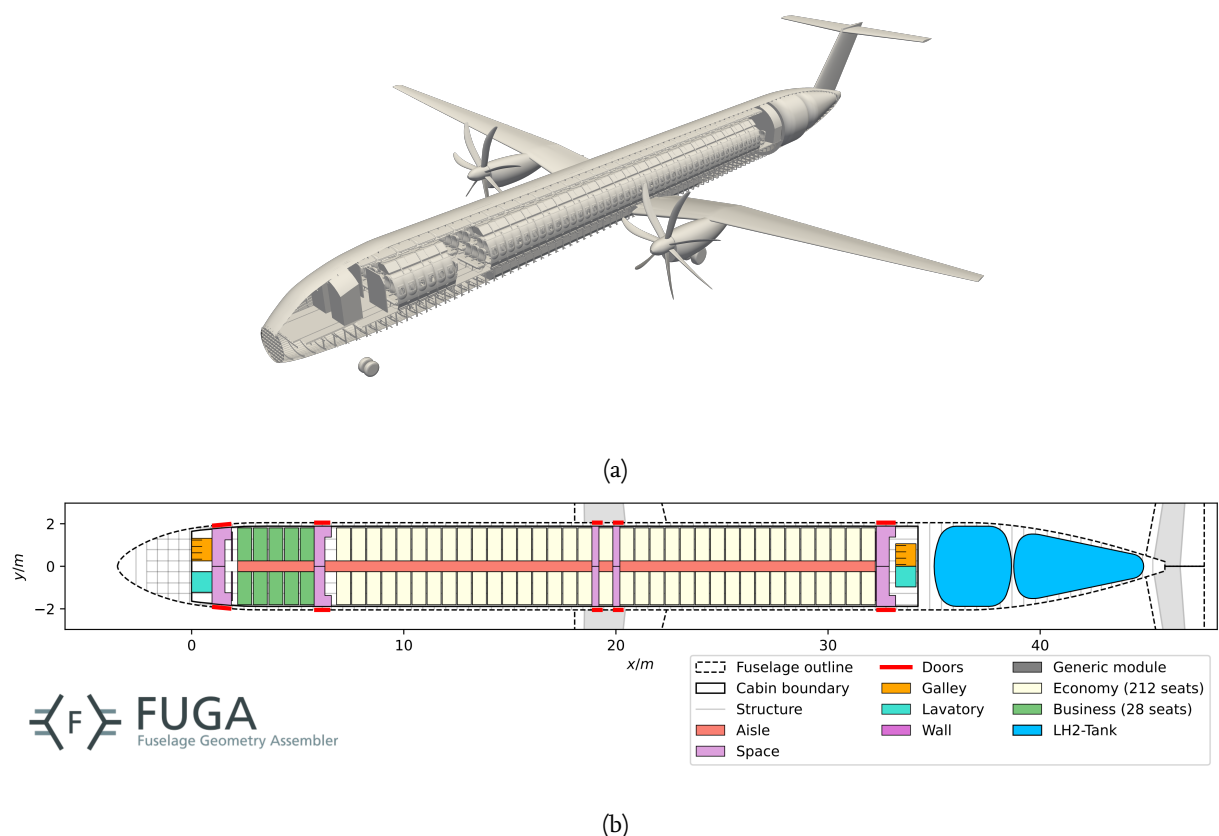 (a)
2
0
−2
y/m
0
10
20
30
40
x/m
Fuselage outline
Cabin boundary
Structure
Aisle
Space
Doors
Galley
Lavatory
Wall
Generic module
Economy (212 seats)
Business (28 seats)
LH2-Tank
F
FUGA
Fuselage Geometry Assembler
(b)